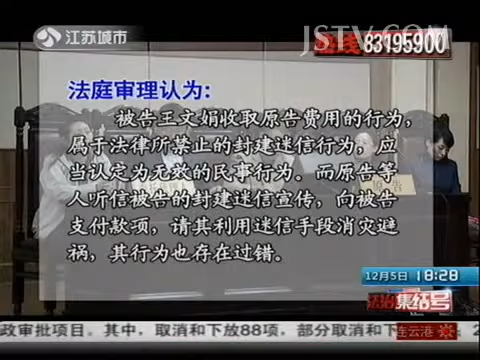 江苏城市
JSTV.COM
热线83195900
法庭审理认为:
被告王文娟收取原告费用的行为,
属于法律所禁止的封建迷信行为,应
当认定为无效的民事行为。而原告等
人听信被告的封建迷信宣传,向被告
支付款项,请其利用迷信手段消灾避
祸,其行为也存在过错。
原告
12月5日 18:28
法治集结号
政审批项目。其中,取消和下放88项,部分取消和下
连云港